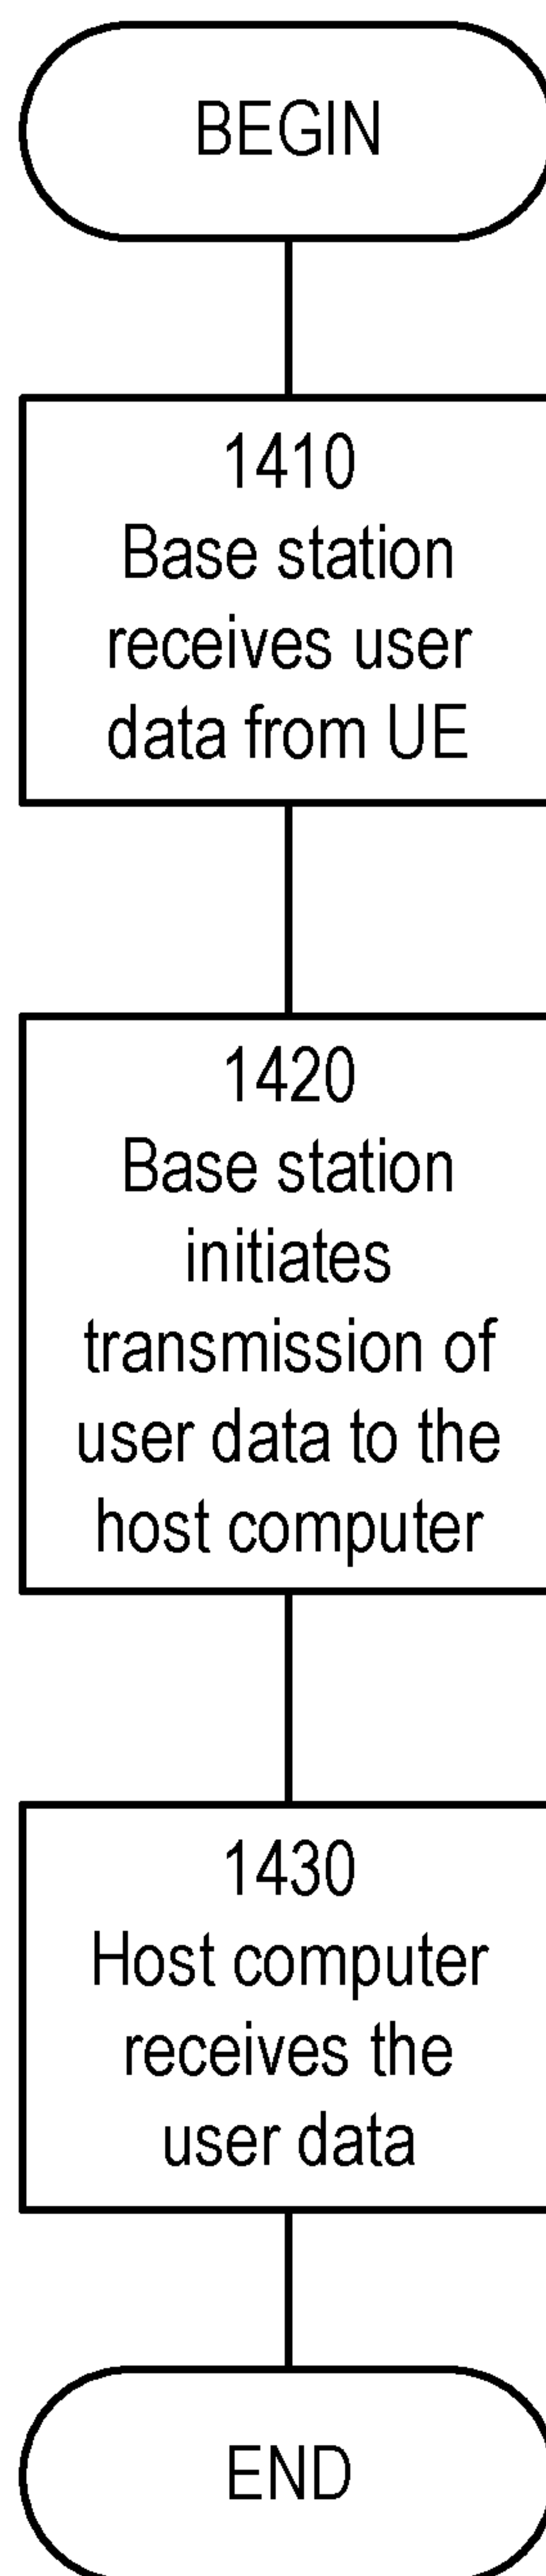 BEGIN
1410
Base station
receives user
data from UE
1420
Base station
initiates
transmission of
user data to the
host computer
1430
Host computer
receives the
user data
END